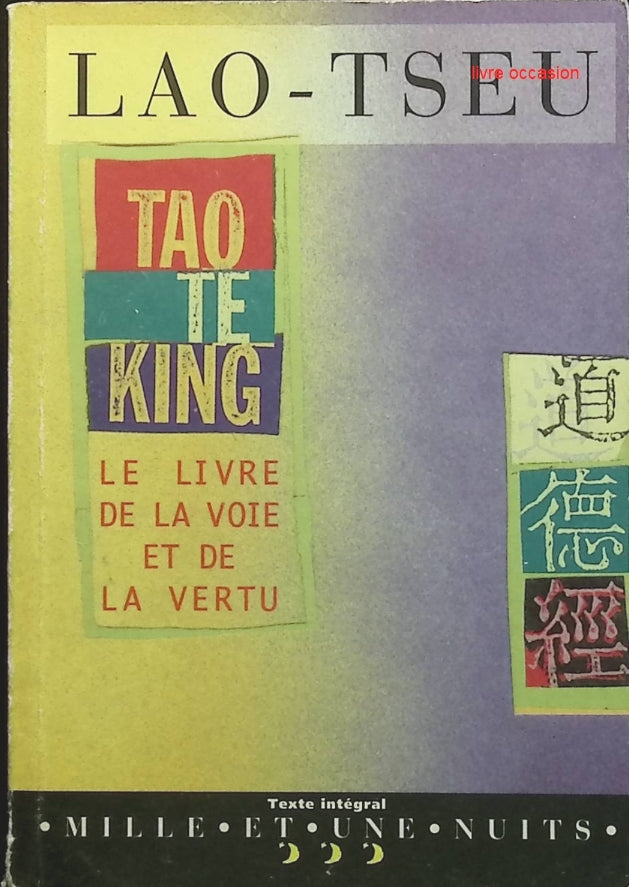 LAO-TSEU
livre occasion
TAO
TE
KING
LE LIVRE
DE LA VOIE
ET DE
LA VERTU
道
德
經
Texte intégral
• MILLE • ET • UNE • NUITS •